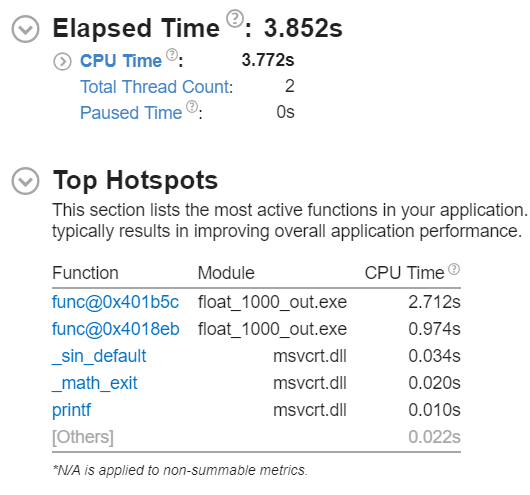 Elapsed Time ?: 3.852s
CPU Time ?: 3.772s
Total Thread Count: 2
Paused Time ?: 0s
Top Hotspots
This section lists the most active functions in your application.
typically results in improving overall application performance.
Function Module CPU Time ?
func@0x401b5c float_1000_out.exe 2.712s
func@0x4018eb float_1000_out.exe 0.974s
_sin_default msvcrt.dll 0.034s
_math_exit msvcrt.dll 0.020s
printf msvcrt.dll 0.010s
[Others] 0.022s
*N/A is applied to non-summable metrics.